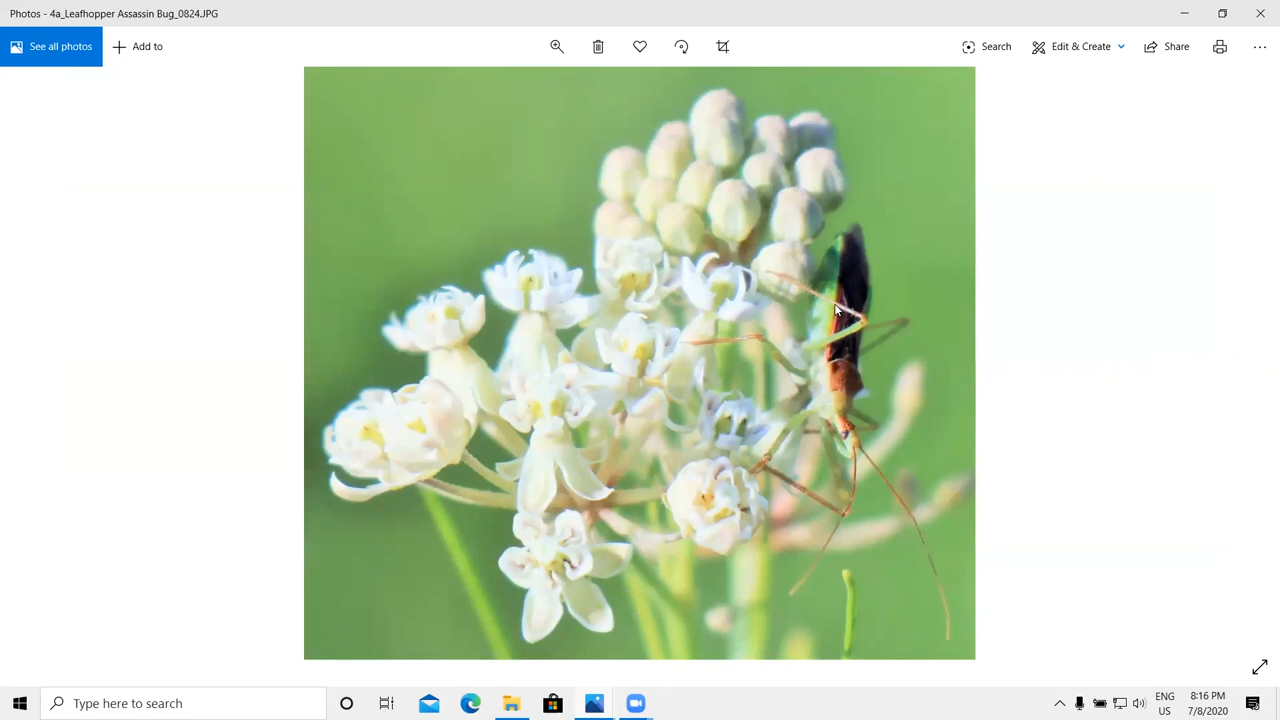 Photos - 4a_Leafhopper Assassin Bug_0824.JPG
See all photos
Add to
Search
Edit & Create
Share
Type here to search
ENG
US
8:16 PM
7/8/2020